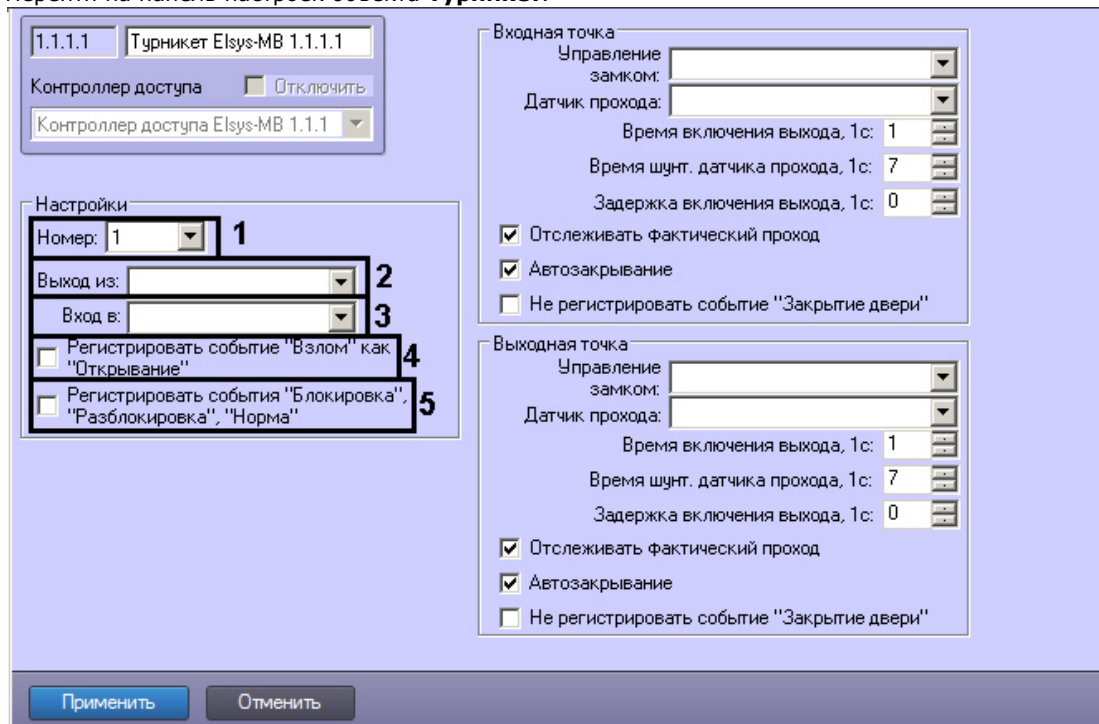 1.1.1.1 Турникет Elsys-MB 1.1.1.1
Контроллер доступа Отключить
Контроллер доступа Elsys-MB 1.1.1
Настройки
Номер: 1 1
Выход из: 2
Вход в: 3
Регистрировать событие "Взлом" как
"Открывание" 4
Регистрировать события "Блокировка",
"Разблокировка", "Норма" 5
Входная точка
Управление
замком:
Датчик прохода:
Время включения выхода, 1с: 1
Время шунт. датчика прохода, 1с: 7
Задержка включения выхода, 1с: 0
Отслеживать фактический проход
Автозакрывание
Не регистрировать событие "Закрытие двери"
Выходная точка
Управление
замком:
Датчик прохода:
Время включения выхода, 1с: 1
Время шунт. датчика прохода, 1с: 7
Задержка включения выхода, 1с: 0
Отслеживать фактический проход
Автозакрывание
Не регистрировать событие "Закрытие двери"
Применить Отменить